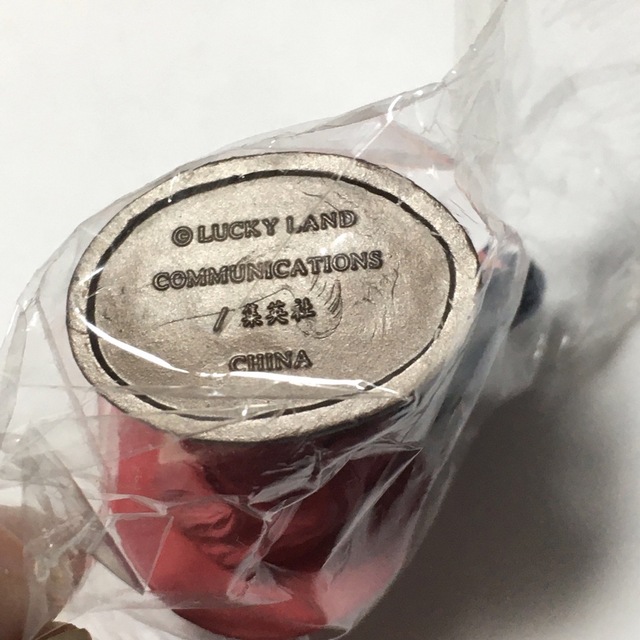 © LUCKY LAND
COMMUNICATIONS
/ 集英社
CHINA